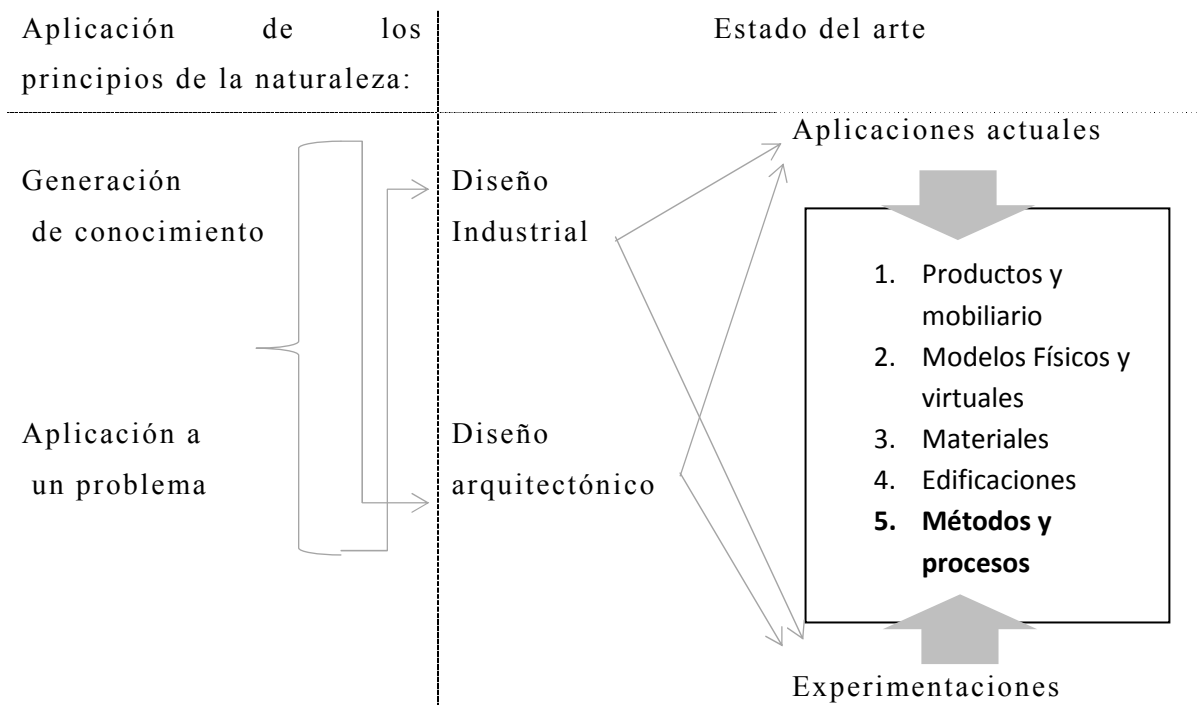 Aplicación de los
principios de la naturaleza:
Estado del arte
Generación
de conocimiento
Aplicación a
un problema
Diseño
Industrial
Diseño
arquitectónico
Aplicaciones actuales
1. Productos y
mobiliario
2. Modelos Físicos y
virtuales
3. Materiales
4. Edificaciones
5. Métodos y
procesos
Experimentaciones